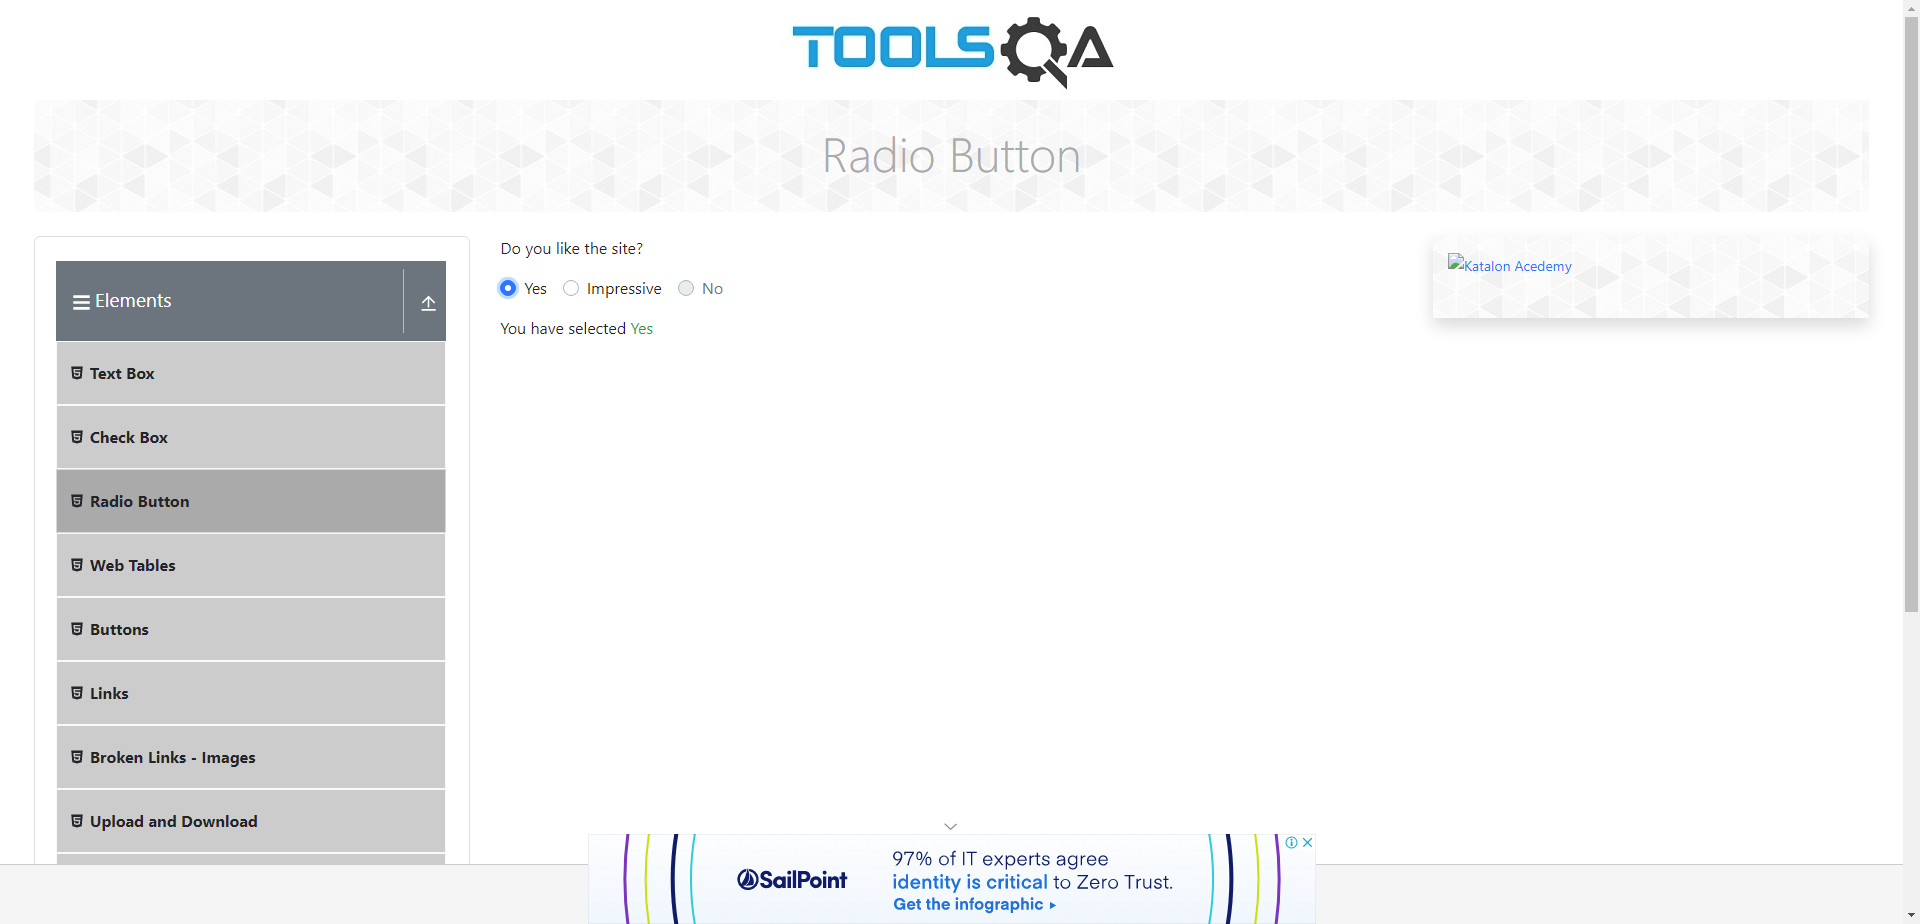 TOOLSQA
Radio Button
Elements
Text Box
Check Box
Radio Button
Web Tables
Buttons
Links
Broken Links - Images
Upload and Download
Do you like the site?
Yes Impressive No
You have selected Yes
Katalon Acedemy
SailPoint
97% of IT experts agree
identity is critical to Zero Trust.
Get the infographic